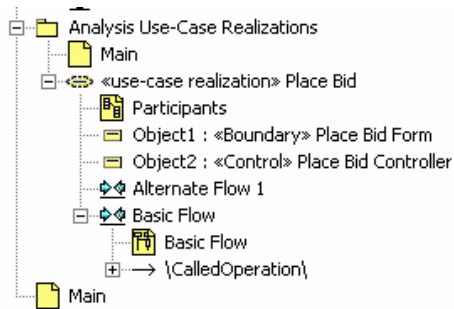 Analysis Use-Case Realizations
Main
«use-case realization» Place Bid
Participants
Object1 : «Boundary» Place Bid Form
Object2 : «Control» Place Bid Controller
Alternate Flow 1
Basic Flow
Basic Flow
\CalledOperation\
Main